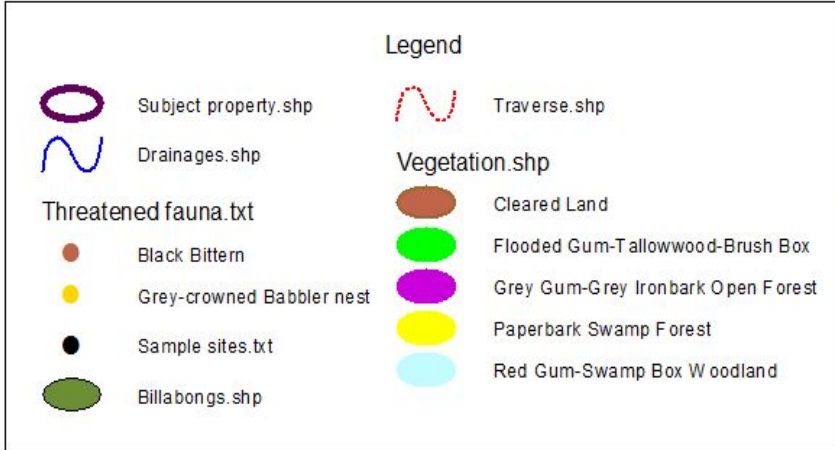 Legend
Subject property.shp
Drainages.shp
Threatened fauna.txt
Black Bittern
Grey-crowned Babbler nest
Sample sites.txt
Billabongs.shp
Traverse.shp
Vegetation.shp
Cleared Land
Flooded Gum-Tallowwood-Brush Box
Grey Gum-Grey Ironbark Open Forest
Paperbark Swamp Forest
Red Gum-Swamp Box Woodland